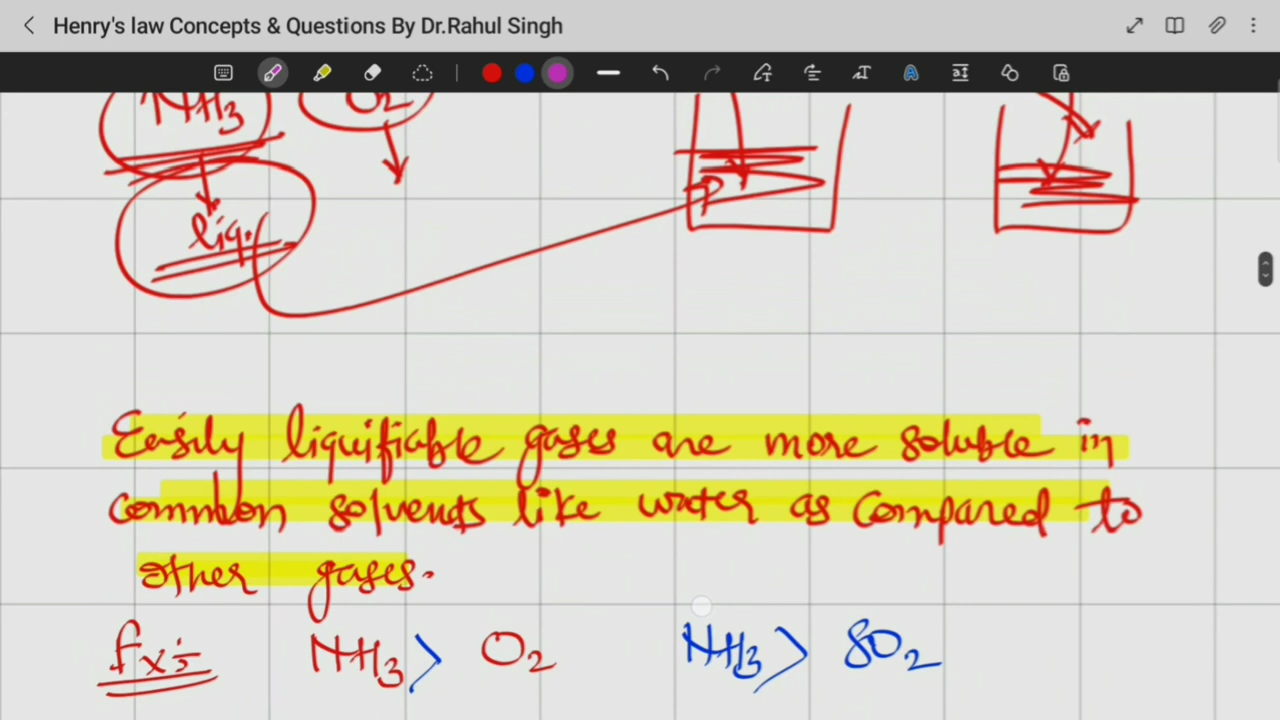 Henry's law Concepts & Questions By Dr.Rahul Singh
NH3 O2
liq.
P
Easily liquifiable gases are more soluble in
common solvents like water as compared to
other gases.
Ex:- NH3 > O2 NH3 > SO2